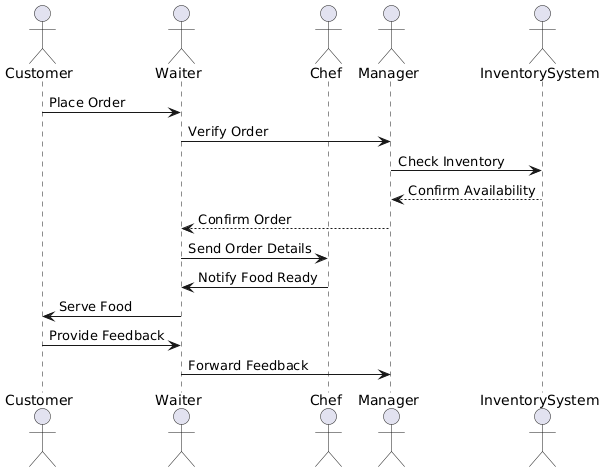 Customer Waiter Chef Manager InventorySystem
Place Order
Verify Order
Check Inventory
Confirm Availability
Confirm Order
Send Order Details
Notify Food Ready
Serve Food
Provide Feedback
Forward Feedback
Customer Waiter Chef Manager InventorySystem